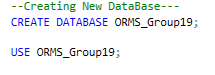 --Creating New DataBase---
CREATE DATABASE ORMS_Group19;
USE ORMS_Group19;